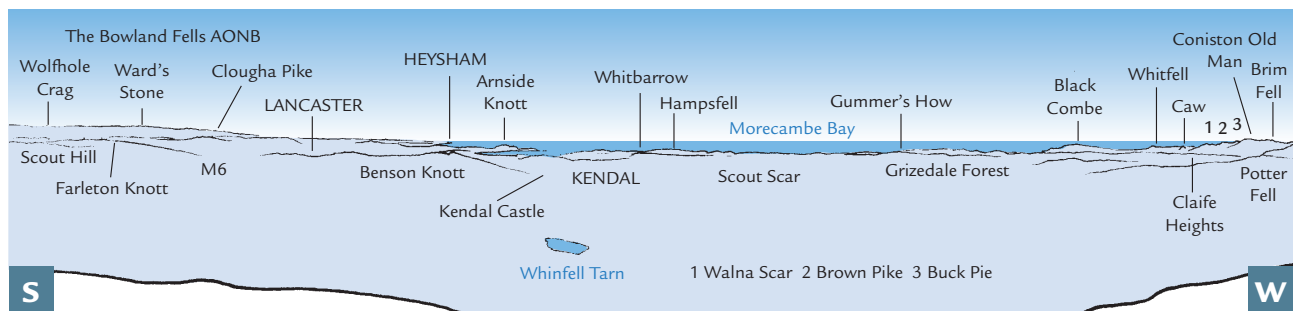 The Bowland Fells AONB
Wolfhole
Crag
Ward's
Stone
Clougha Pike
LANCASTER
HEYSHAM
Arnside
Knott
Whitbarrow
Hampsfell
Morecambe Bay
Gummer's How
Black
Combe
Whitfell
Caw
Coniston Old
Man
Brim
Fell
1 2 3
Scout Hill
Farleton Knott
M6
Benson Knott
Kendal Castle
KENDAL
Scout Scar
Grizedale Forest
Claife
Heights
Potter
Fell
Whinfell Tarn
1 Walna Scar 2 Brown Pike 3 Buck Pie
S
W